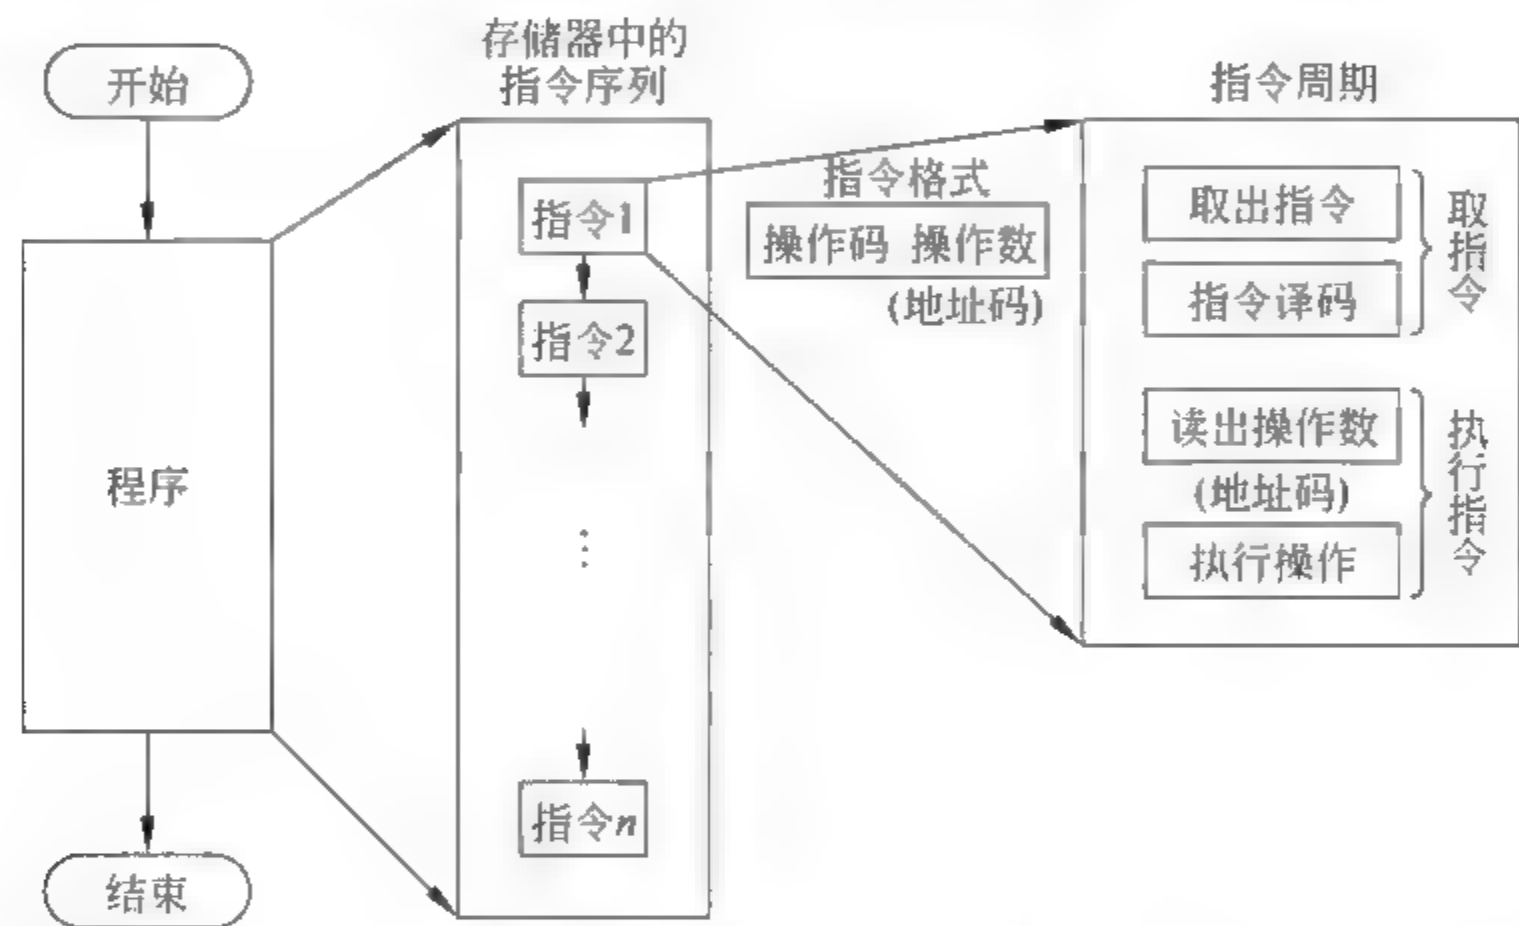 开始
程序
结束
存储器中的
指令序列
指令1
指令2
⋮
指令n
指令格式
操作码 操作数
(地址码)
指令周期
取出指令
指令译码
取指令
读出操作数
(地址码)
执行操作
执行指令